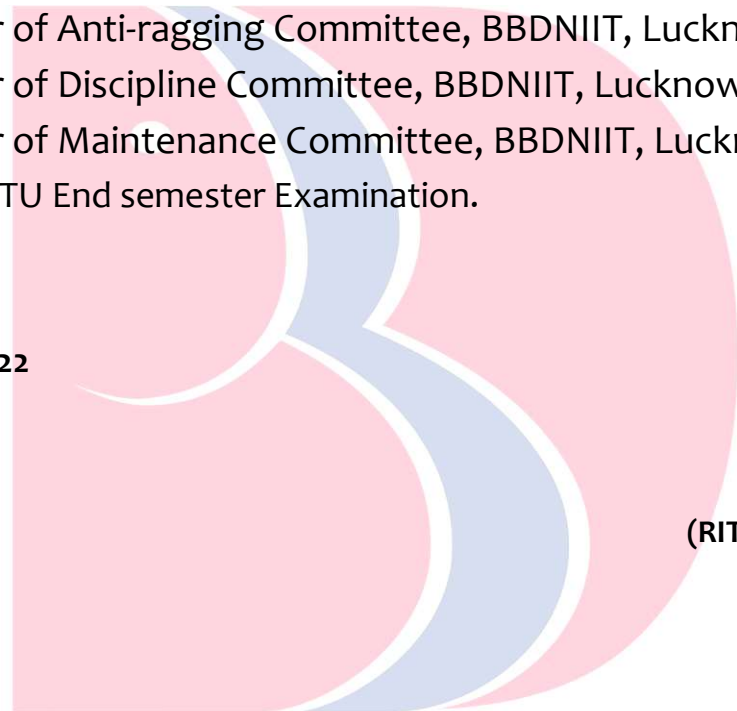 r of Anti-ragging Committee, BBDNIIT, Luckn
r of Discipline Committee, BBDNIIT, Lucknow
r of Maintenance Committee, BBDNIIT, Luck
TU End semester Examination.
22
(RIT